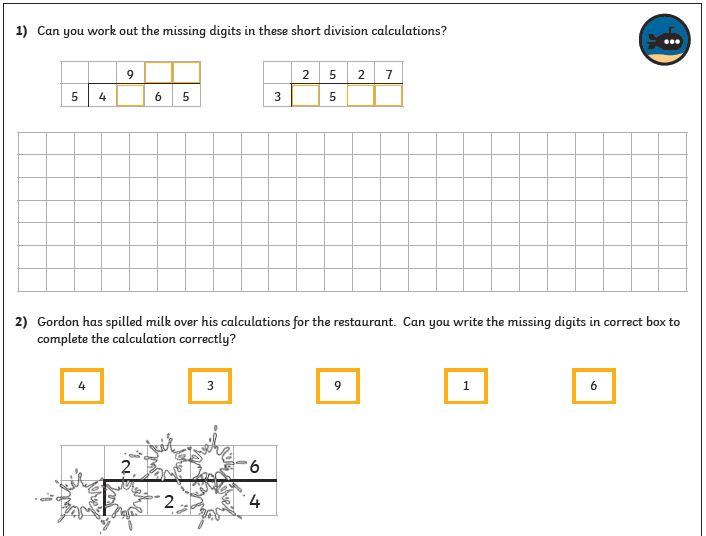 1) Can you work out the missing digits in these short division calculations?
9
5 4 6 5
2 5 2 7
3 5
2) Gordon has spilled milk over his calculations for the restaurant. Can you write the missing digits in correct box to
complete the calculation correctly?
4 3 9 1 6
2 6
2 4